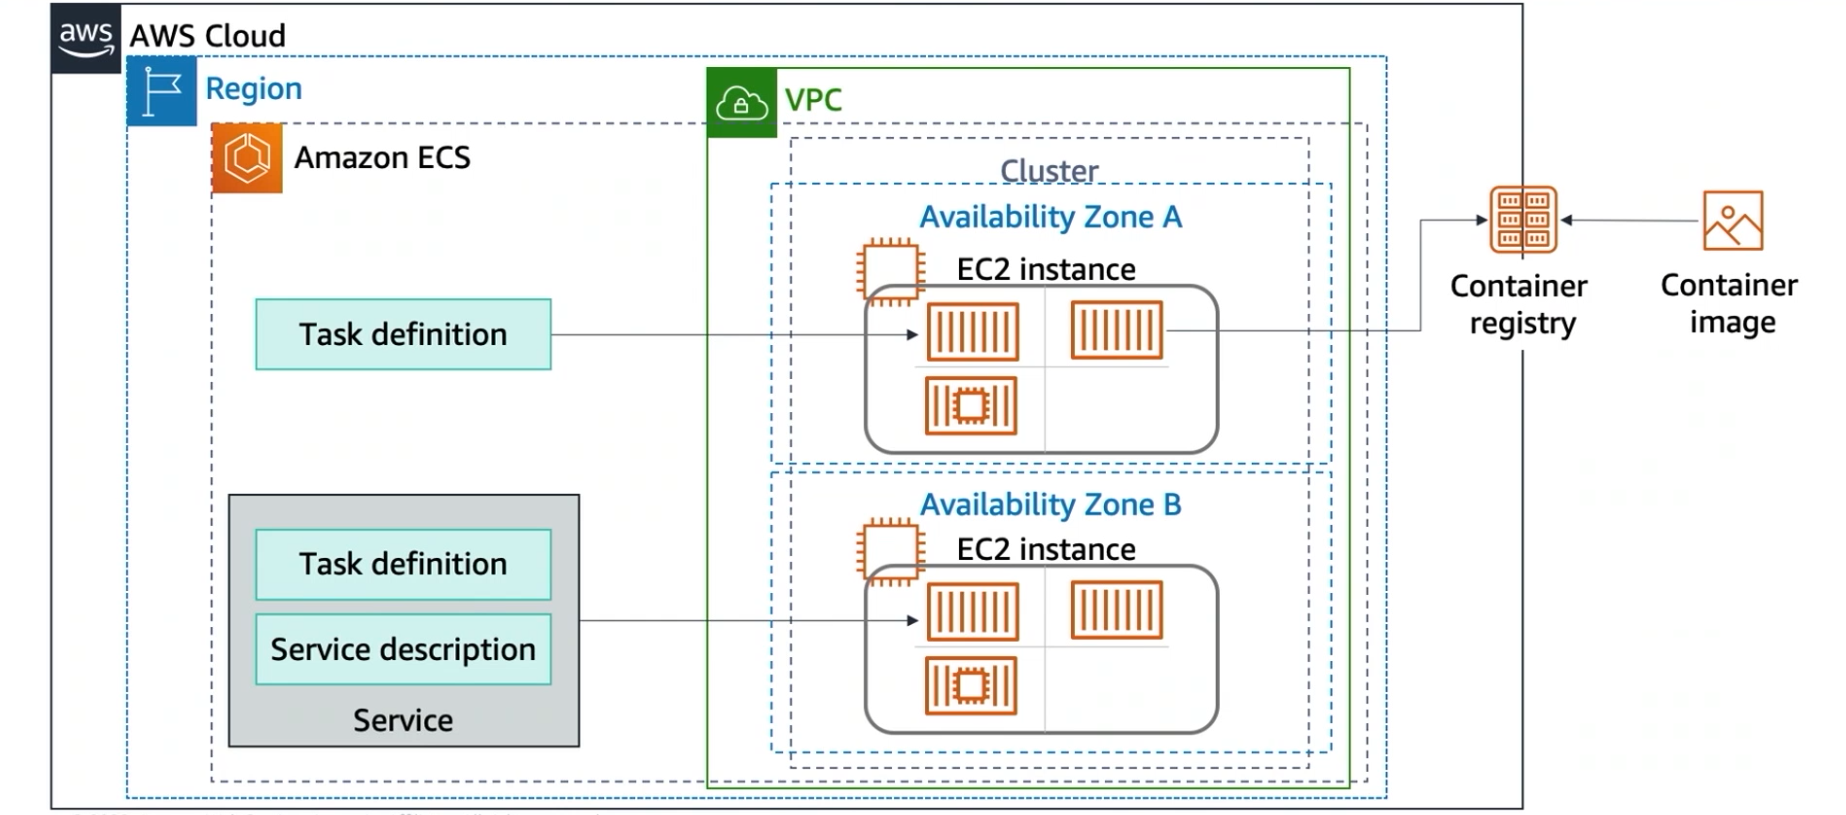 aws
AWS Cloud
Region
VPC
Amazon ECS
Cluster
Availability Zone A
EC2 instance
Task definition
Container
registry
Container
image
Availability Zone B
EC2 instance
Task definition
Service description
Service